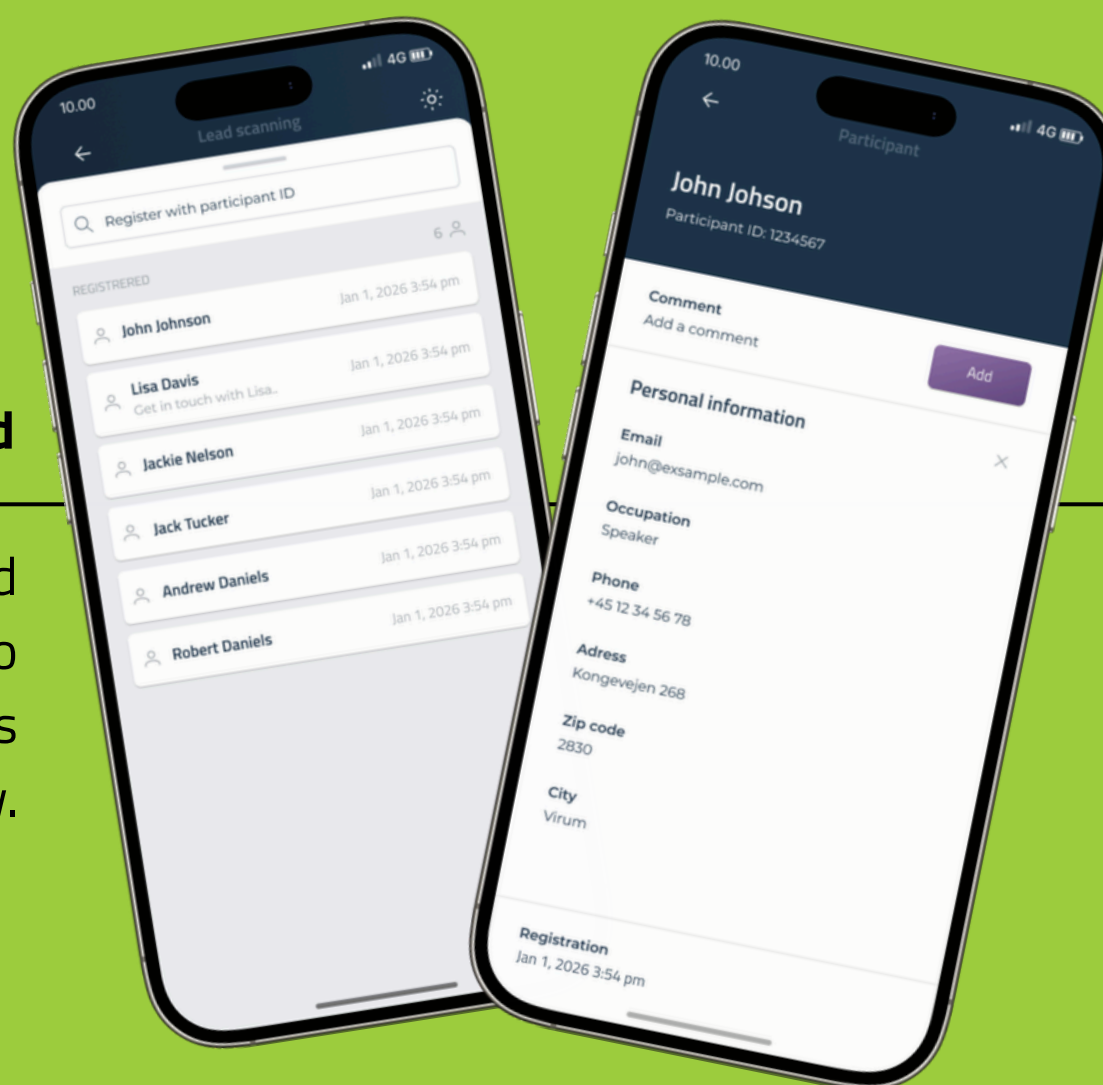 d
d
o
s
.
10.00
4G
Lead scanning
Register with participant ID
6
REGISTRERED
John Johnson
Jan 1, 2026 3:54 pm
Lisa Davis
Get in touch with Lisa..
Jan 1, 2026 3:54 pm
Jackie Nelson
Jan 1, 2026 3:54 pm
Jack Tucker
Jan 1, 2026 3:54 pm
Andrew Daniels
Jan 1, 2026 3:54 pm
Robert Daniels
Jan 1, 2026 3:54 pm
10.00
4G
Participant
John Johson
Participant ID: 1234567
Comment
Add a comment
Add
Personal information
Email
john@exsample.com
Occupation
Speaker
Phone
+45 12 34 56 78
Adress
Kongevejen 268
Zip code
2830
City
Virum
Registration
Jan 1, 2026 3:54 pm